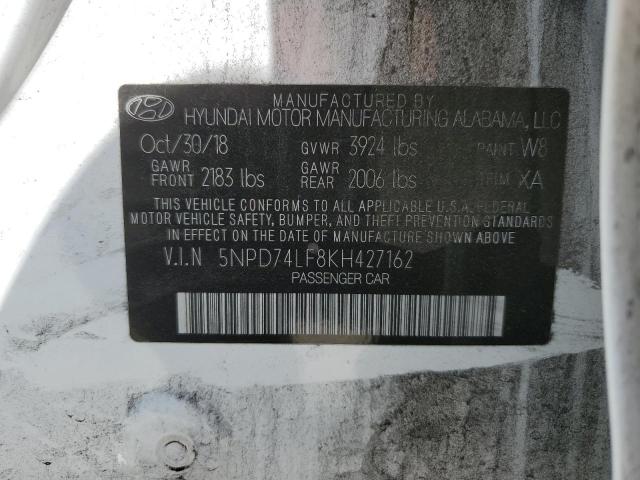 MANUFACTURED BY
HYUNDAI MOTOR MANUFACTURING ALABAMA, LLC
Oct/30/18 GVWR 3924 lbs PAINT W8
GAWR FRONT 2183 lbs GAWR REAR 2006 lbs TRIM XA
THIS VEHICLE CONFORMS TO ALL APPLICABLE U.S.A. FEDERAL
MOTOR VEHICLE SAFETY, BUMPER, AND THEFT PREVENTION STANDARDS
IN EFFECT ON THE DATE OF MANUFACTURE SHOWN ABOVE
V.I.N 5NPD74LF8KH427162
PASSENGER CAR